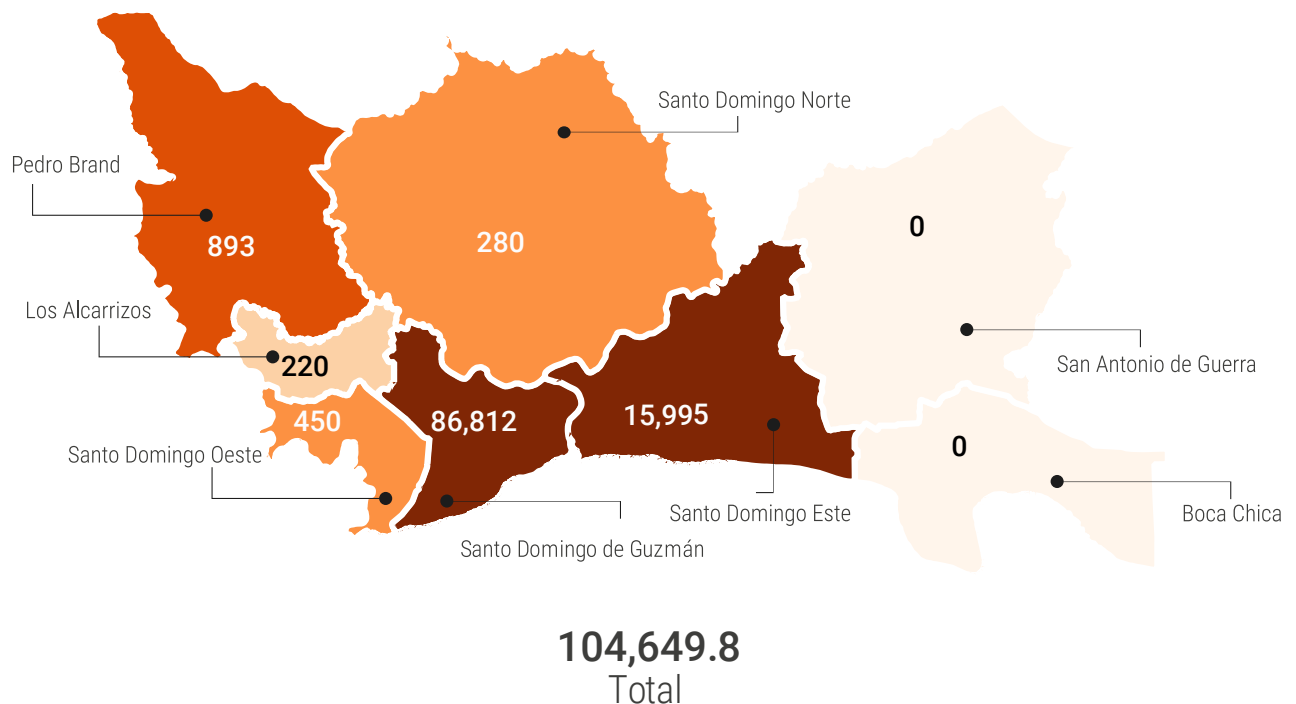 Santo Domingo Norte
Pedro Brand
893
280
0
Los Alcarrizos
220
San Antonio de Guerra
450
86,812
15,995
0
Santo Domingo Oeste
Santo Domingo Este
Boca Chica
Santo Domingo de Guzmán
104,649.8
Total